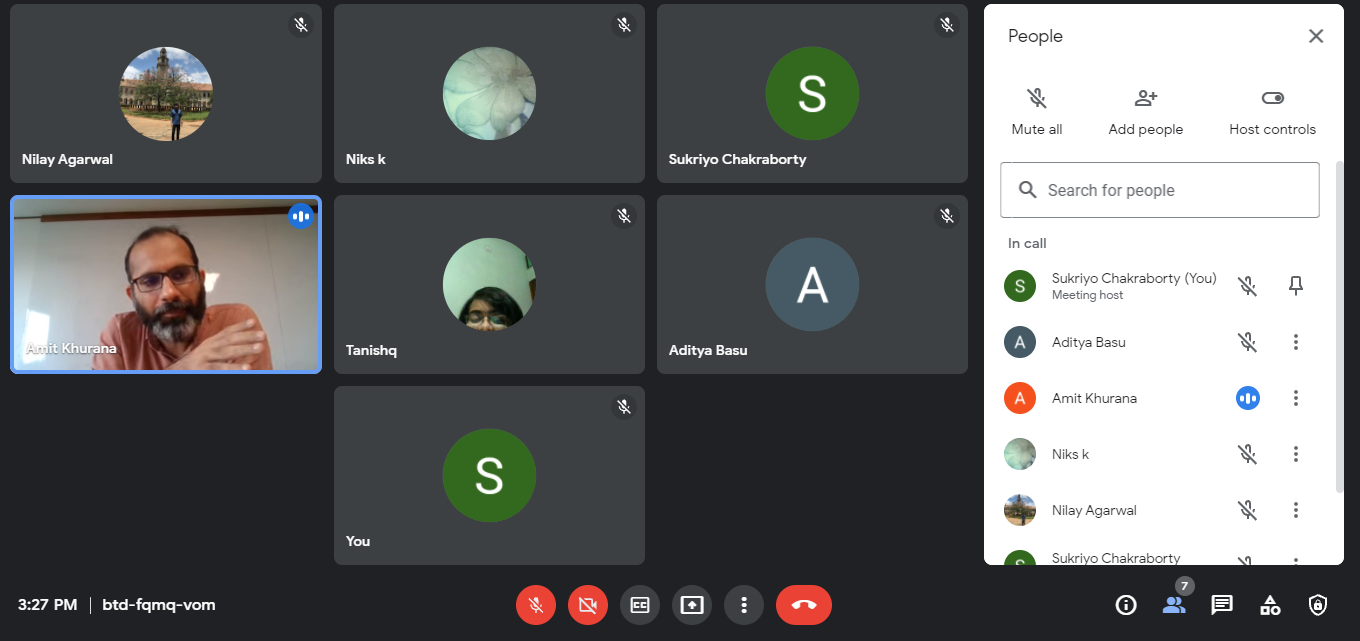 Nilay Agarwal
Niks k
S
Sukriyo Chakraborty
Amit Khurana
Tanishq
A
Aditya Basu
S
You
People
Mute all
Add people
Host controls
Search for people
In call
S
Sukriyo Chakraborty (You)
Meeting host
A
Aditya Basu
A
Amit Khurana
Niks k
Nilay Agarwal
S
Sukriyo Chakraborty
3:27 PM | btd-fqmq-vom
CC
7